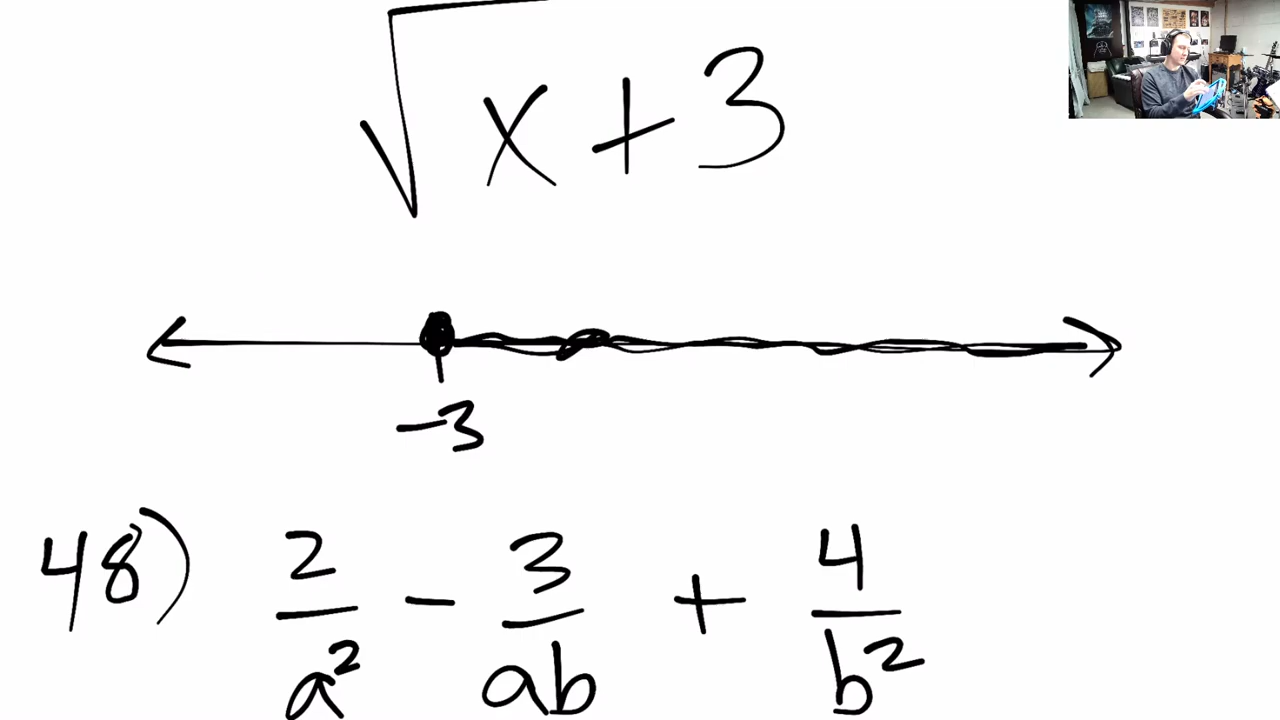 √x+3
-3
48) 2/a² - 3/ab + 4/b²